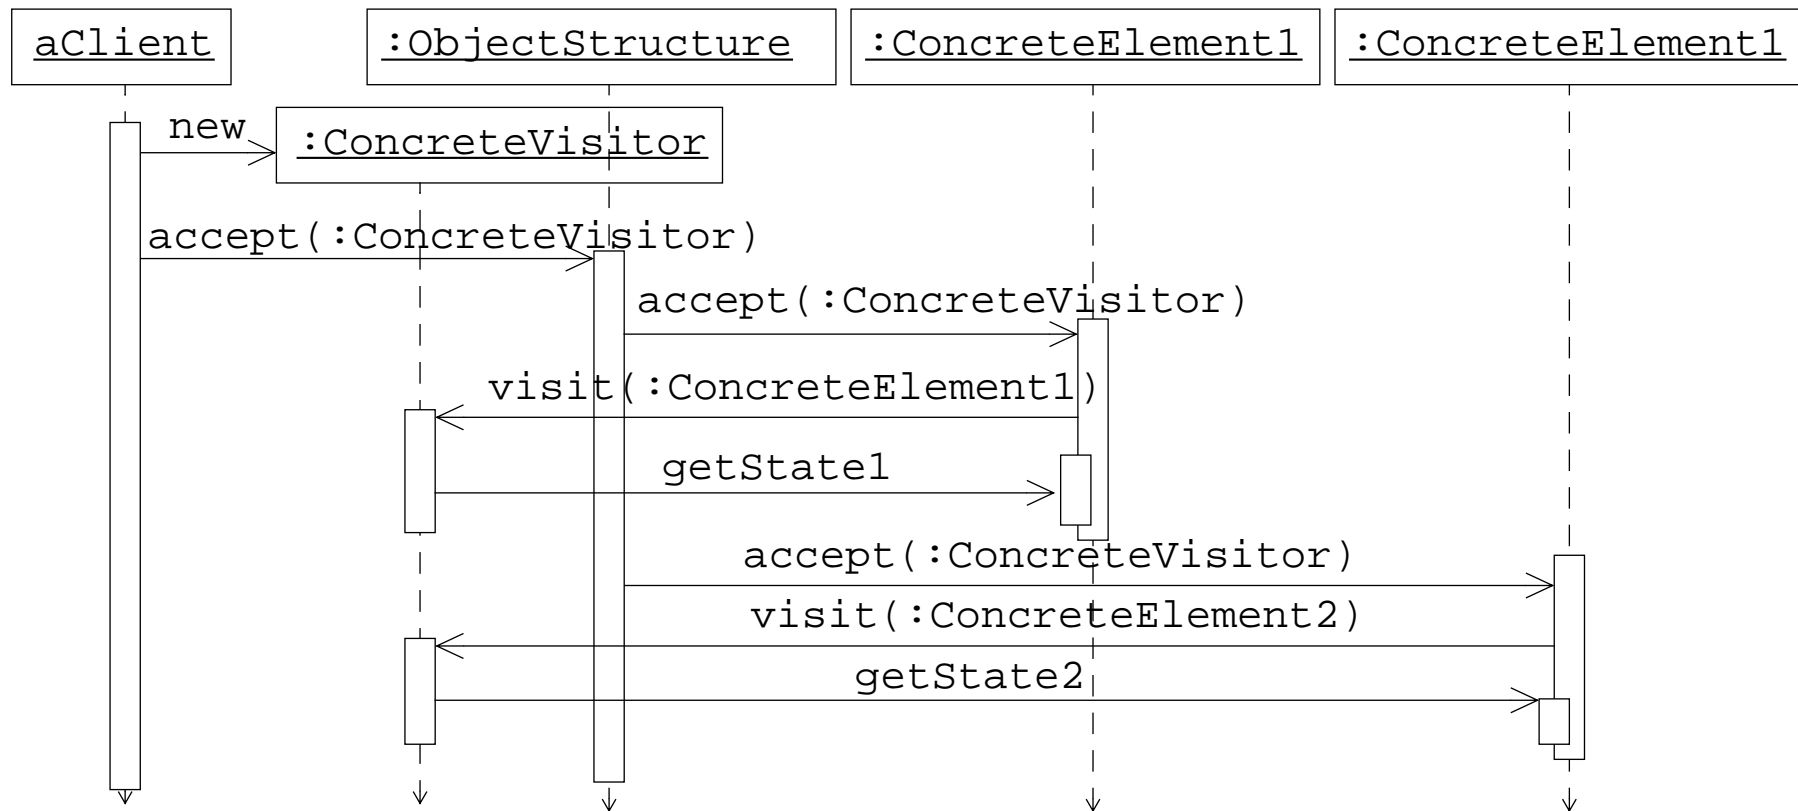 aClient
:ObjectStructure
:ConcreteElement1
:ConcreteElement1
new
:ConcreteVisitor
accept(:ConcreteVisitor)
accept(:ConcreteVisitor)
visit(:ConcreteElement1)
getState1
accept(:ConcreteVisitor)
visit(:ConcreteElement2)
getState2